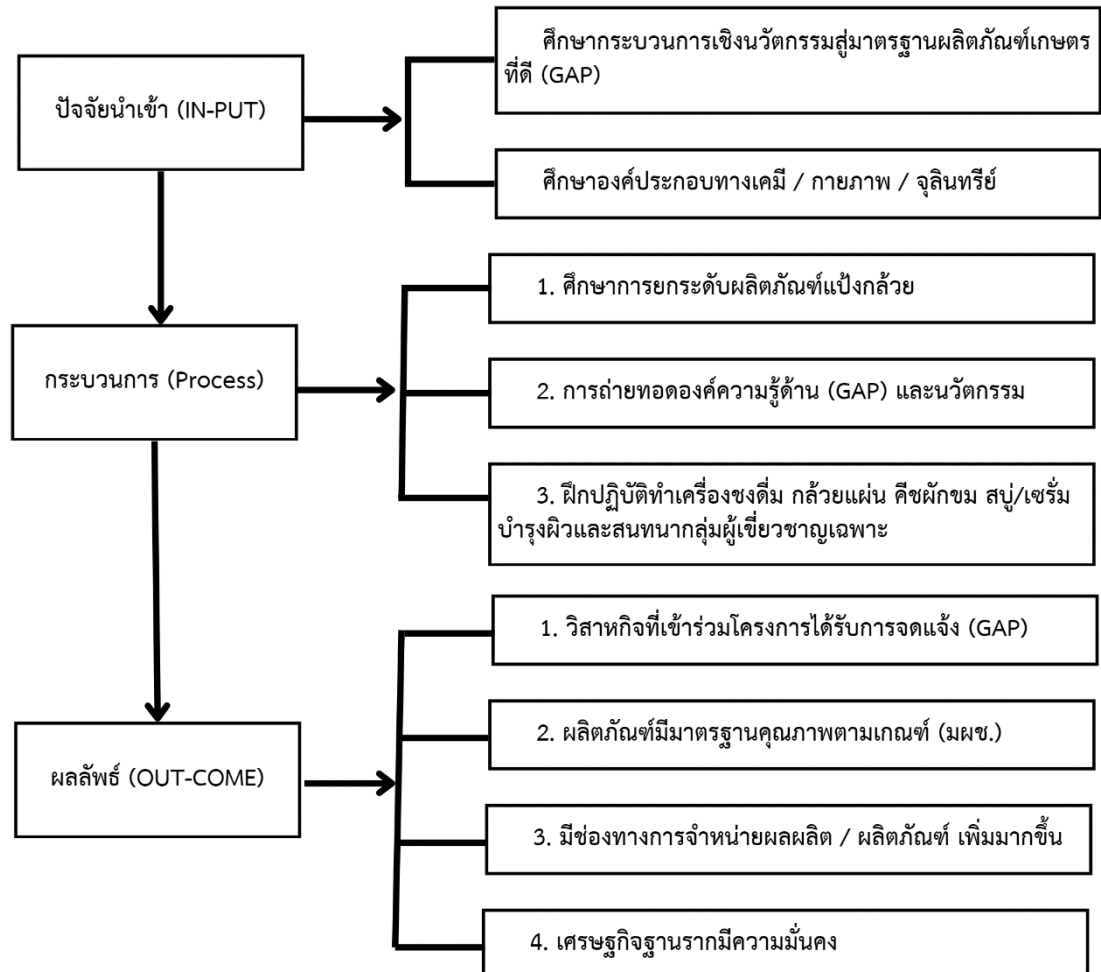 ศึกษากระบวนการเชิงนวัตกรรมสู่มาตรฐานผลิตภัณฑ์เกษตร
ที่ดี (GAP)
ปัจจัยนำเข้า (IN-PUT)
ศึกษาองค์ประกอบทางเคมี / กายภาพ / จุลินทรีย์
1. ศึกษาการยกระดับผลิตภัณฑ์แป้งกล้วย
กระบวนการ (Process)
2. การถ่ายทอดองค์ความรู้ด้าน (GAP) และนวัตกรรม
3. ฝึกปฏิบัติทำเครื่องชงดื่ม กล้วยแผ่น คีชผักขม สบู่/เซรั่ม
บำรุงผิวและสนทนากลุ่มผู้เขี่ยวชาญเฉพาะ
1. วิสาหกิจที่เข้าร่วมโครงการได้รับการจดแจ้ง (GAP)
2. ผลิตภัณฑ์มีมาตรฐานคุณภาพตามเกณฑ์ (มผช.)
ผลลัพธ์ (OUT-COME)
3. มีช่องทางการจำหน่ายผลผลิต / ผลิตภัณฑ์ เพิ่มมากขึ้น
4. เศรษฐกิจฐานรากมีความมั่นคง